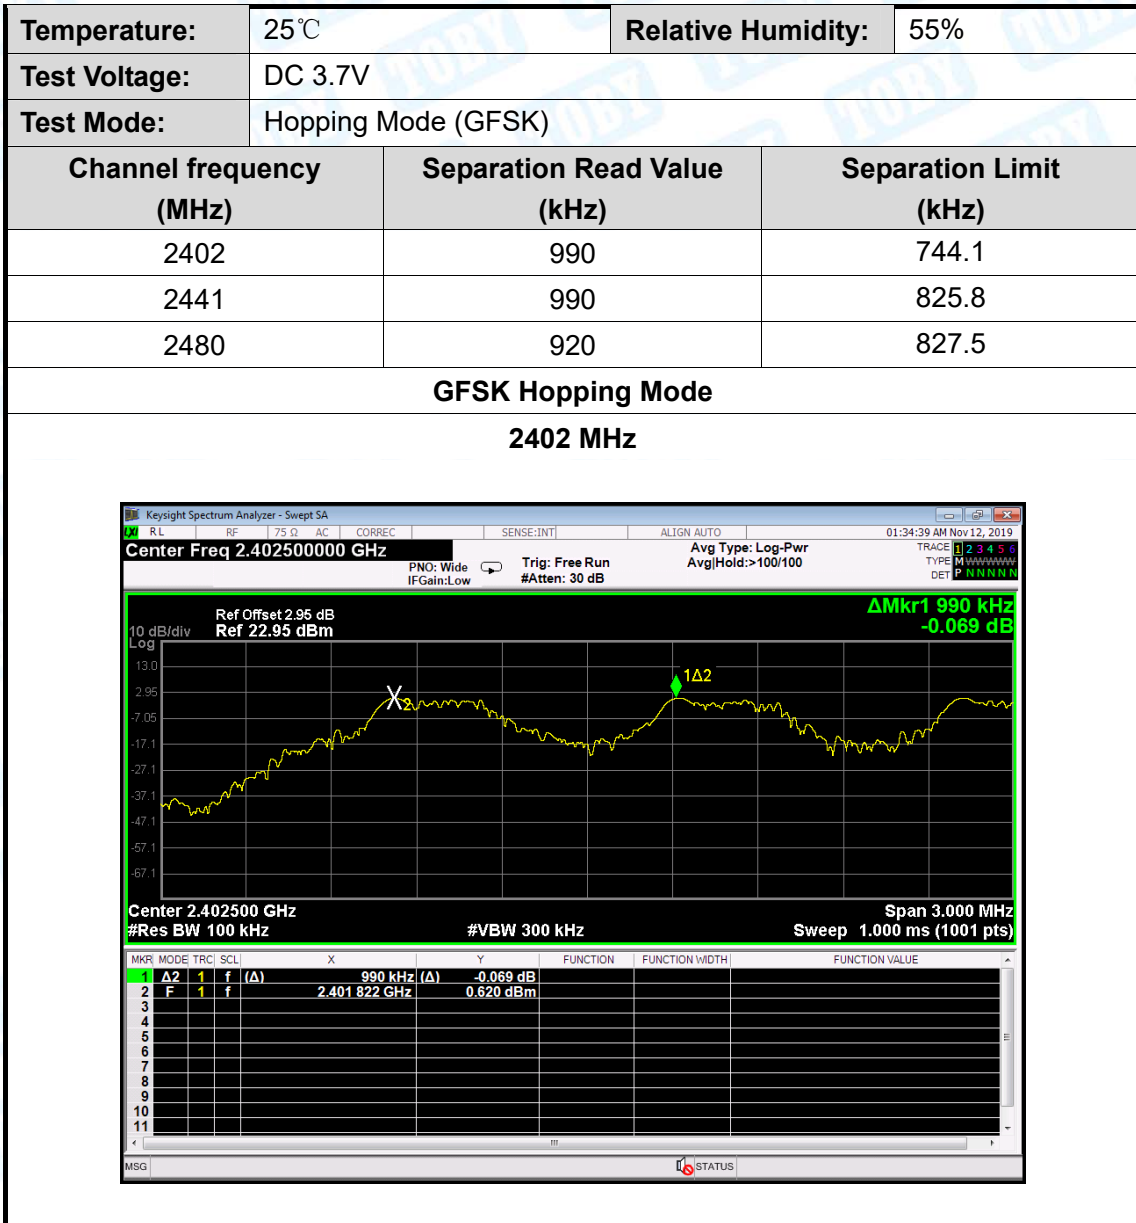 Temperature: 25℃ Relative Humidity: 55%
Test Voltage: DC 3.7V
Test Mode: Hopping Mode (GFSK)
Channel frequency Separation Read Value Separation Limit
(MHz) (kHz) (kHz)
2402 990 744.1
2441 990 825.8
2480 920 827.5
GFSK Hopping Mode
2402 MHz
Keysight Spectrum Analyzer - Swept SA
LXI RL RF 75 Ω AC CORREC SENSE:INT ALIGN AUTO 01:34:39 AM Nov 12, 2019
Center Freq 2.402500000 GHz Avg Type: Log-Pwr TRACE 1 2 3 4 5 6
PNO: Wide Trig: Free Run Avg|Hold:>100/100 TYPE M WWWWW
IFGain:Low #Atten: 30 dB DET P N N N N N
ΔMkr1 990 kHz
Ref Offset 2.95 dB
10 dB/div Ref 22.95 dBm -0.069 dB
Log
13.0
1Δ2
2.95
2
-7.05
-17.1
-27.1
-37.1
-47.1
-57.1
-67.1
Center 2.402500 GHz Span 3.000 MHz
#Res BW 100 kHz #VBW 300 kHz Sweep 1.000 ms (1001 pts)
MKR MODE TRC SCL X Y FUNCTION FUNCTION WIDTH FUNCTION VALUE
1 Δ2 1 f (Δ) 990 kHz (Δ) -0.069 dB
2 F 1 f 2.401 822 GHz 0.620 dBm
3
4
5
6
7
8
9
10
11
MSG STATUS
TOBY